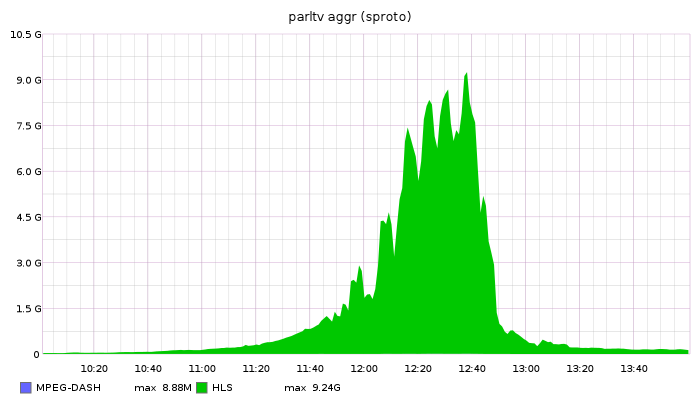 parltv aggr (sproto)
10.5 G
9.0 G
7.5 G
6.0 G
4.5 G
3.0 G
1.5 G
0
10:20 10:40 11:00 11:20 11:40 12:00 12:20 12:40 13:00 13:20 13:40
MPEG-DASH max 8.88M HLS max 9.24G